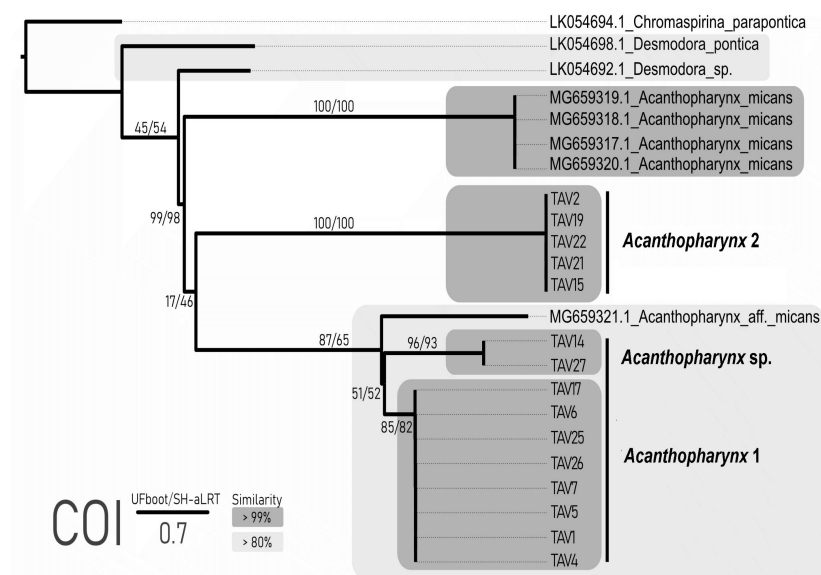 LK054694.1_Chromaspirina_parapontica
LK054698.1_Desmodora_pontica
LK054692.1_Desmodora_sp.
MG659319.1_Acanthopharynx_micans
100/100
MG659318.1_Acanthopharynx_micans
45/54
MG659317.1_Acanthopharynx_micans
MG659320.1_Acanthopharynx_micans
TAV2
99/98
100/100
TAV19
TAV22
Acanthopharynx 2
TAV21
TAV15
17/46
MG659321.1_Acanthopharynx_aff._micans
87/65
96/93
TAV14
Acanthopharynx sp.
TAV27
51/52
TAV17
TAV6
85/82
TAV25
TAV26
Acanthopharynx 1
TAV7
TAV5
TAV1
TAV4
COI
UFboot/SH-aLRT
0.7
Similarity
> 99%
> 80%